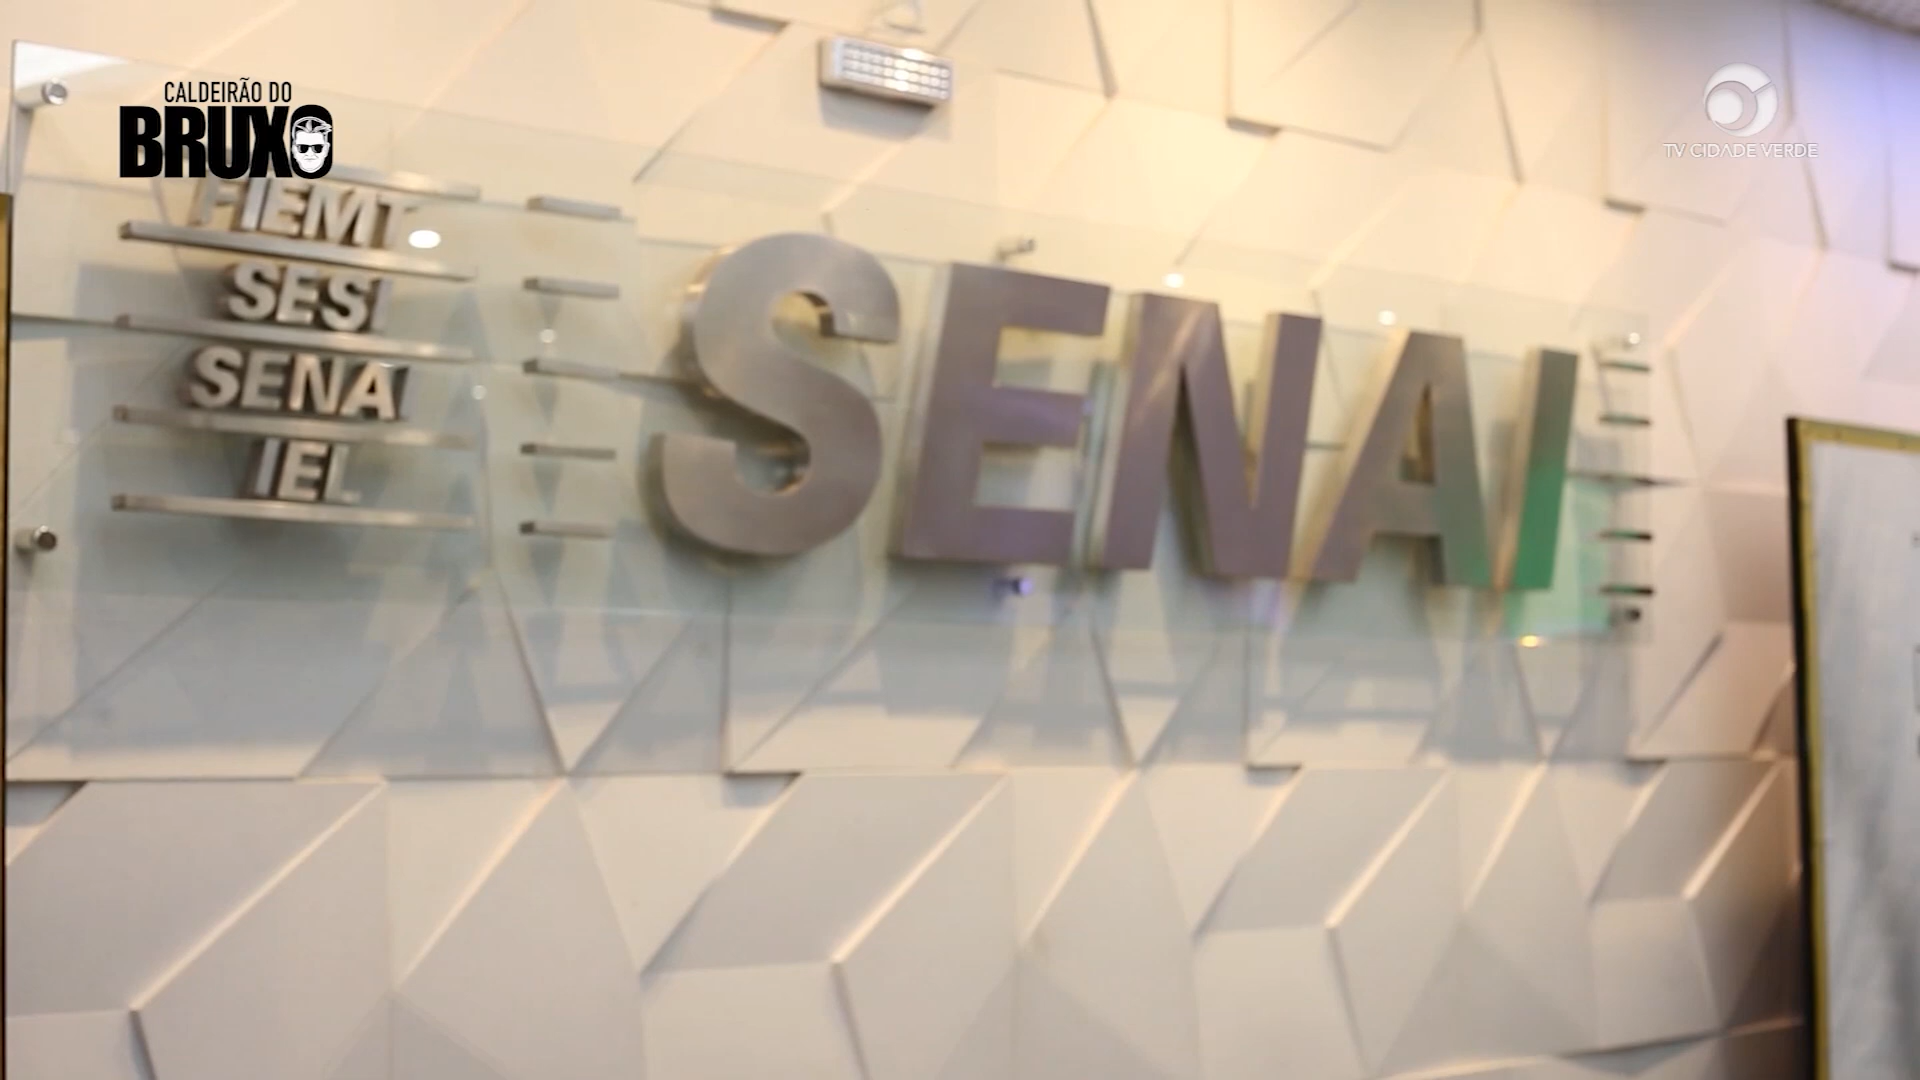 CALDEIRÃO DO
BRUXO
TV CIDADE VERDE
FIEMT
SESI
SENAI
IEL
SENAI